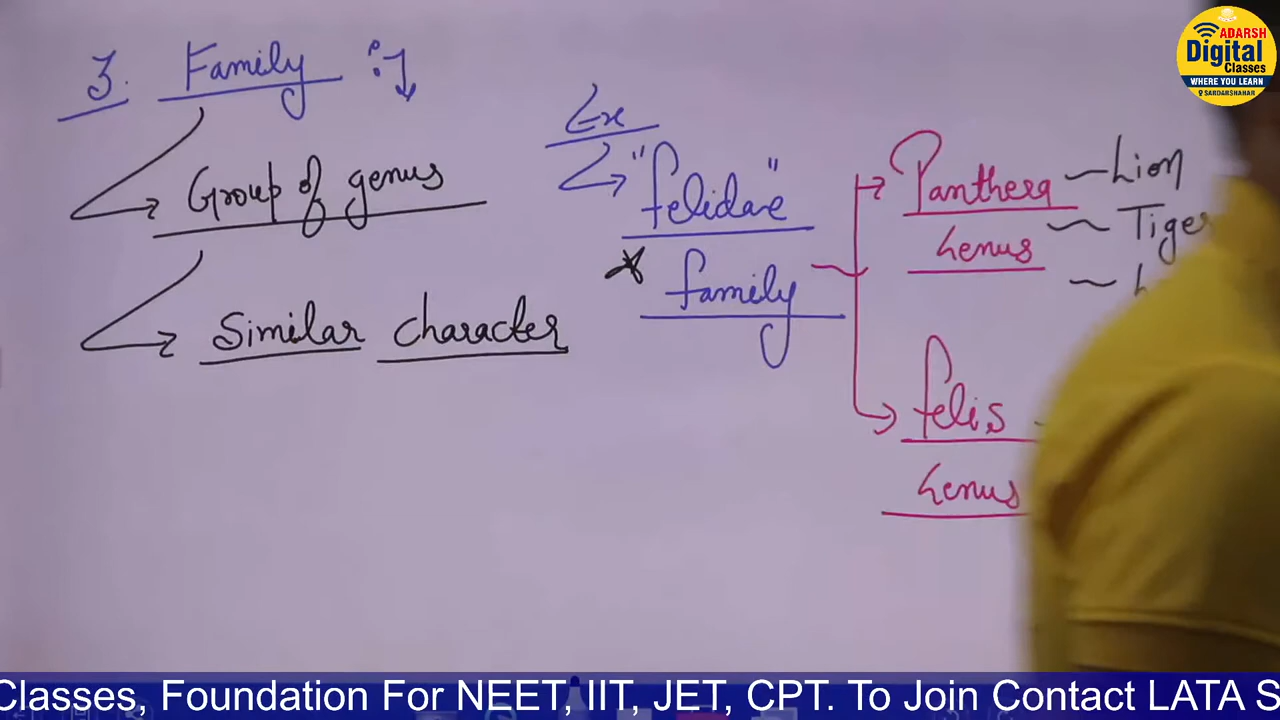 3. Family :
Group of genus
Similar character
Ex
"felidae"
family
Panthera
Genus
Lion
Tiger
L
felis
Genus
ADARSH
Digital
Classes
WHERE YOU LEARN
SARDARSHAHAR
Classes, Foundation For NEET, IIT, JET, CPT. To Join Contact LATA S